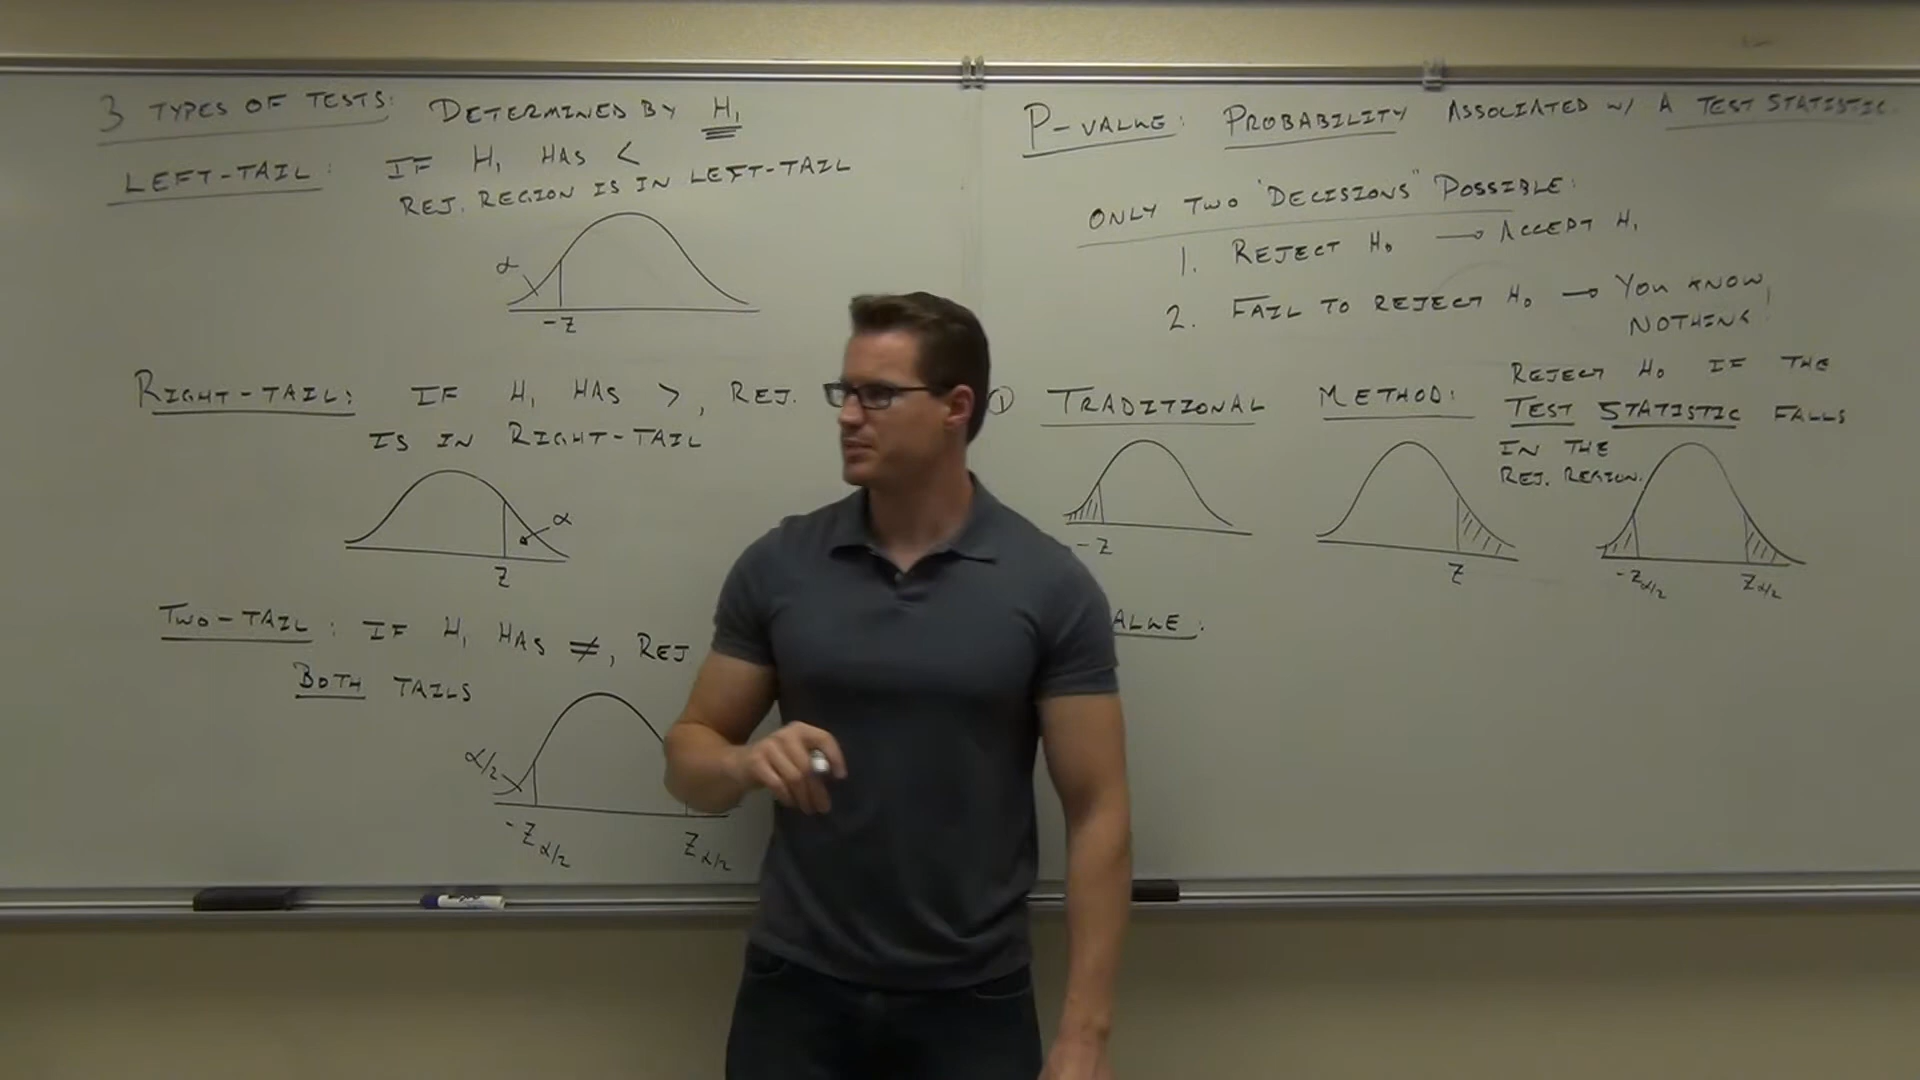 3 TYPES OF TESTS: DETERMINED BY H₁
LEFT-TAIL: IF H₁ HAS <
REJ. REGION IS IN LEFT-TAIL
α
-Z
RIGHT-TAIL: IF H₁ HAS >, REJ.
IS IN RIGHT-TAIL
α
Z
TWO-TAIL: IF H₁ HAS ≠, REJ
BOTH TAILS
α/2
-Z α/2
Z α/2
P-VALUE: PROBABILITY ASSOCIATED W/ A TEST STATISTIC.
ONLY TWO "DECISIONS" POSSIBLE:
1. REJECT H₀ → ACCEPT H₁
2. FAIL TO REJECT H₀ → YOU KNOW
NOTHING!
① TRADITIONAL METHOD:
REJECT H₀ IF THE
TEST STATISTIC FALLS
IN THE
REJ. REGION.
-Z
Z
-Z α/2
Z α/2
ALUE: